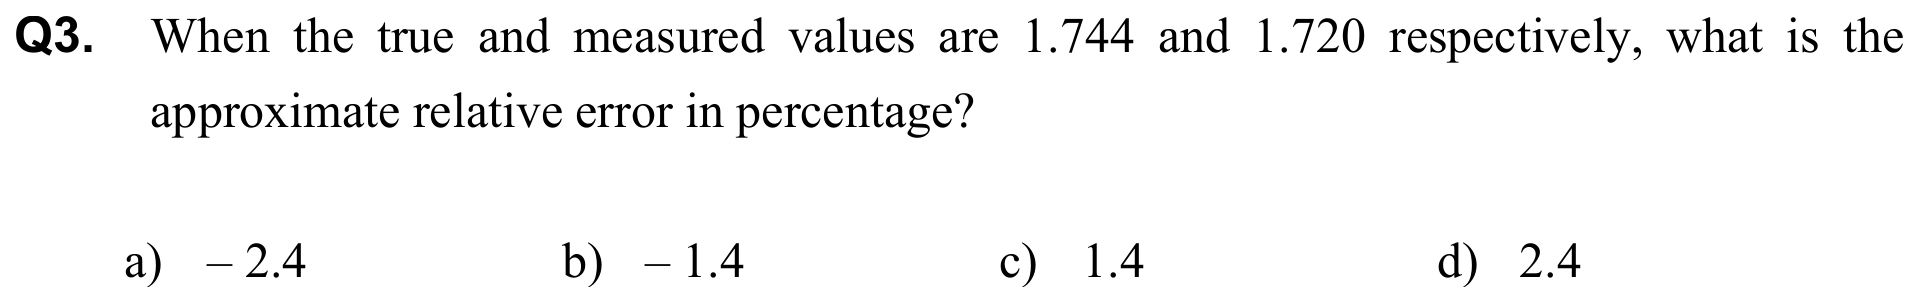 Q3. When the true and measured values are 1.744 and 1.720 respectively, what is the
approximate relative error in percentage?
a) – 2.4 b) – 1.4 c) 1.4 d) 2.4